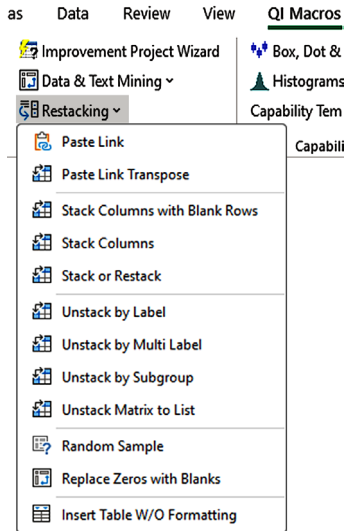 as Data Review View QI Macros
Improvement Project Wizard Box, Dot &
Data & Text Mining Histograms
Restacking Capability Tem
Capabili
Paste Link
Paste Link Transpose
Stack Columns with Blank Rows
Stack Columns
Stack or Restack
Unstack by Label
Unstack by Multi Label
Unstack by Subgroup
Unstack Matrix to List
Random Sample
Replace Zeros with Blanks
Insert Table W/O Formatting